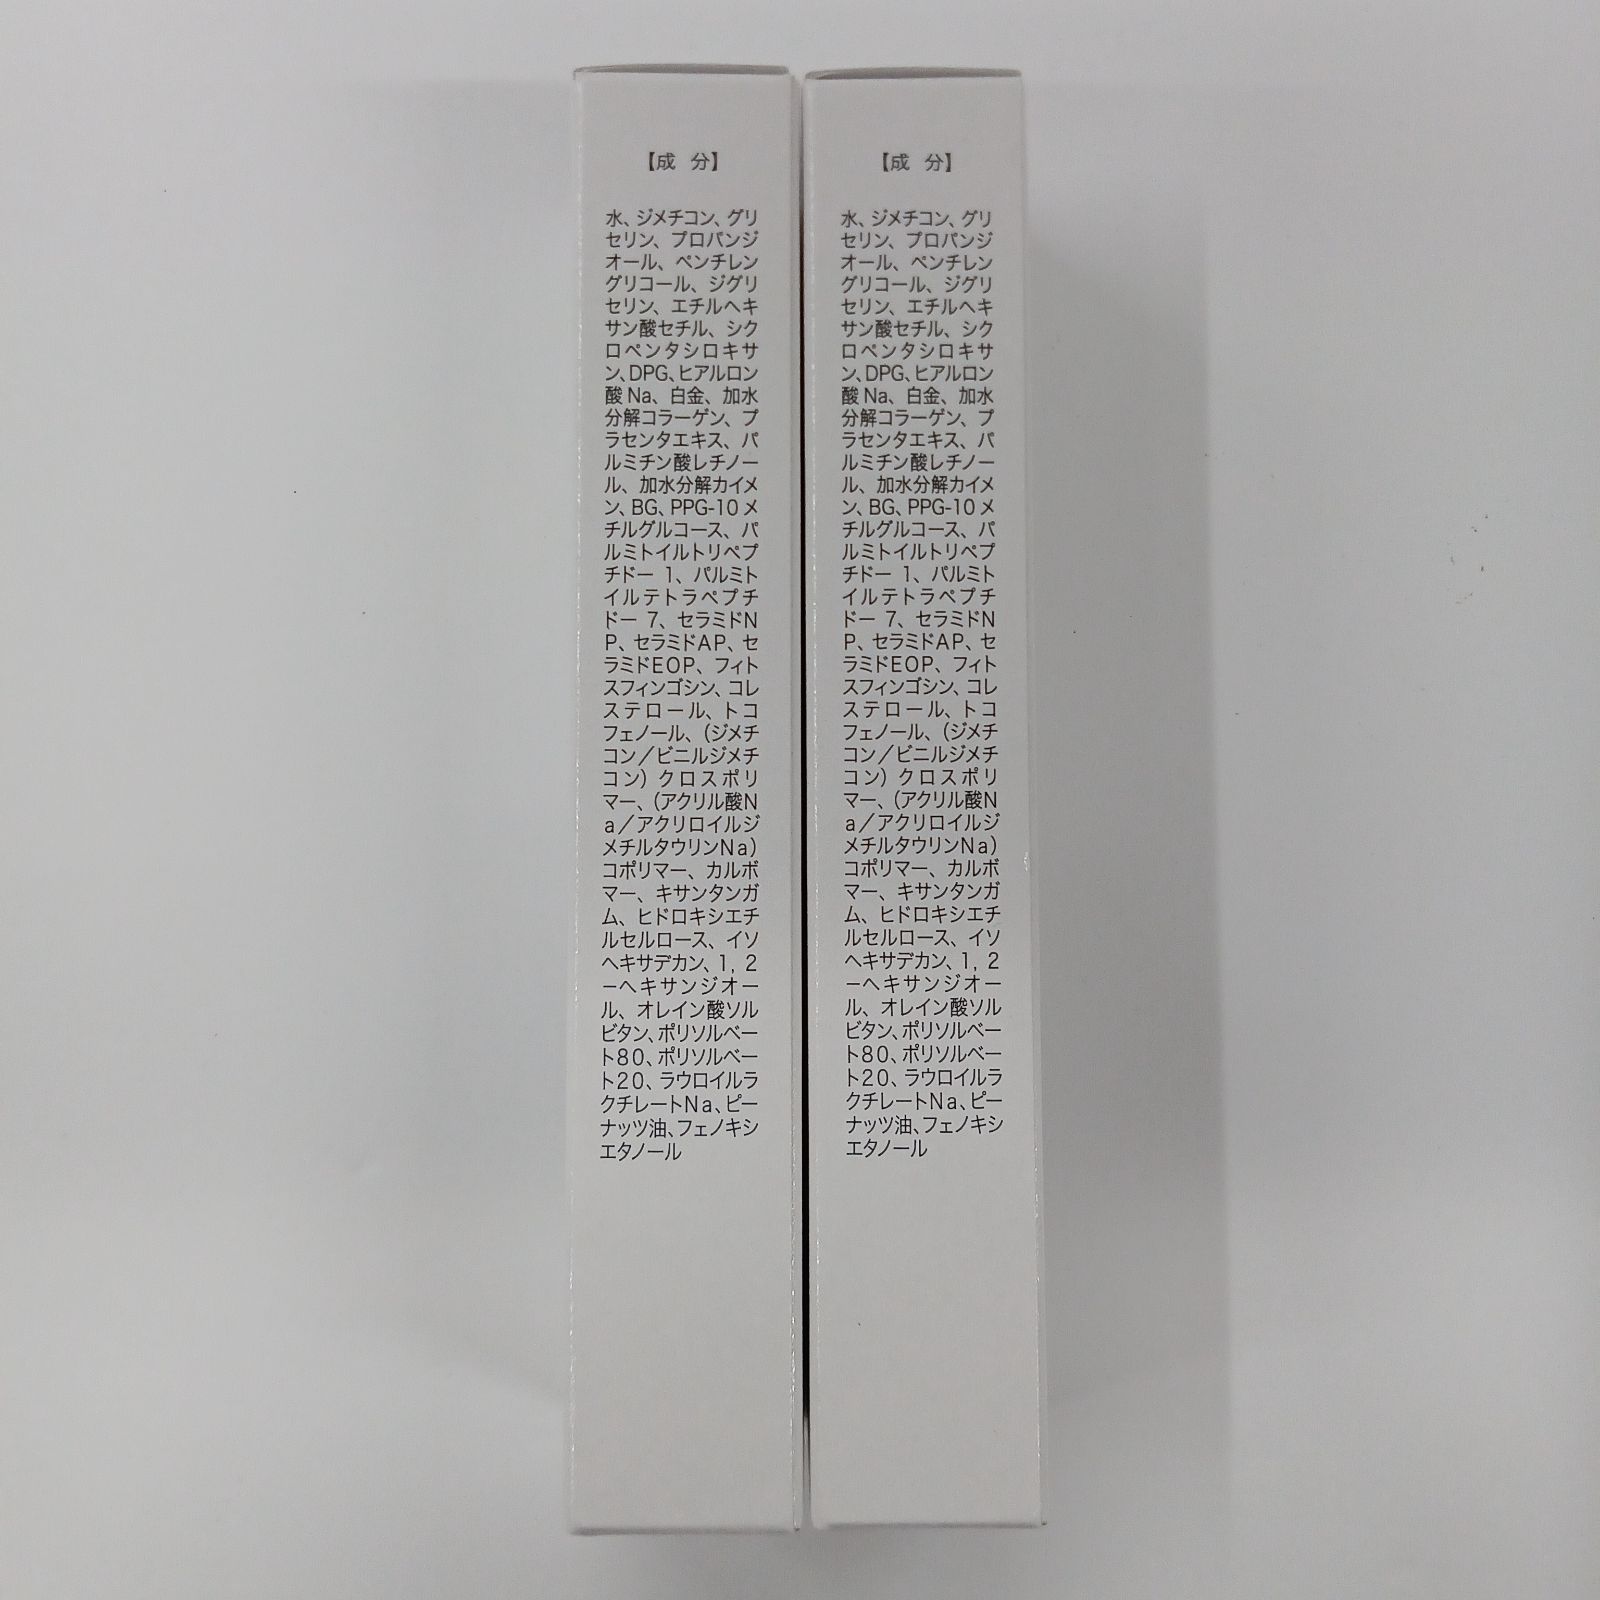 【成 分】
水、ジメチコン、グリ
セリン、プロパンジ
オール、ペンチレン
グリコール、ジグリ
セリン、エチルヘキ
サン酸セチル、シク
ロペンタシロキサ
ン、DPG、ヒアルロン
酸Na、白金、加水
分解コラーゲン、プ
ラセンタエキス、パ
ルミチン酸レチノー
ル、加水分解カイメ
ン、BG、PPG-10メ
チルグルコース、パ
ルミトイルトリペプ
チドー1、パルミト
イルテトラペプチ
ドー7、セラミドN
P、セラミドAP、セ
ラミドEOP、フィト
スフィンゴシン、コレ
ステロール、トコ
フェノール、(ジメチ
コン/ビニルジメチ
コン)クロスポリ
マー、(アクリル酸N
a/アクリロイルジ
メチルタウリンNa)
コポリマー、カルボ
マー、キサンタンガ
ム、ヒドロキシエチ
ルセルロース、イソ
ヘキサデカン、1,2
ーヘキサンジオー
ル、オレイン酸ソル
ビタン、ポリソルベー
ト80、ポリソルベー
ト20、ラウロイルラ
クチレートNa、ピー
ナッツ油、フェノキシ
エタノール
【成 分】
水、ジメチコン、グリ
セリン、プロパンジ
オール、ペンチレン
グリコール、ジグリ
セリン、エチルヘキ
サン酸セチル、シク
ロペンタシロキサ
ン、DPG、ヒアルロン
酸Na、白金、加水
分解コラーゲン、プ
ラセンタエキス、パ
ルミチン酸レチノー
ル、加水分解カイメ
ン、BG、PPG-10メ
チルグルコース、パ
ルミトイルトリペプ
チドー1、パルミト
イルテトラペプチ
ドー7、セラミドN
P、セラミドAP、セ
ラミドEOP、フィト
スフィンゴシン、コレ
ステロール、トコ
フェノール、(ジメチ
コン/ビニルジメチ
コン)クロスポリ
マー、(アクリル酸N
a/アクリロイルジ
メチルタウリンNa)
コポリマー、カルボ
マー、キサンタンガ
ム、ヒドロキシエチ
ルセルロース、イソ
ヘキサデカン、1,2
ーヘキサンジオー
ル、オレイン酸ソル
ビタン、ポリソルベー
ト80、ポリソルベー
ト20、ラウロイルラ
クチレートNa、ピー
ナッツ油、フェノキシ
エタノール